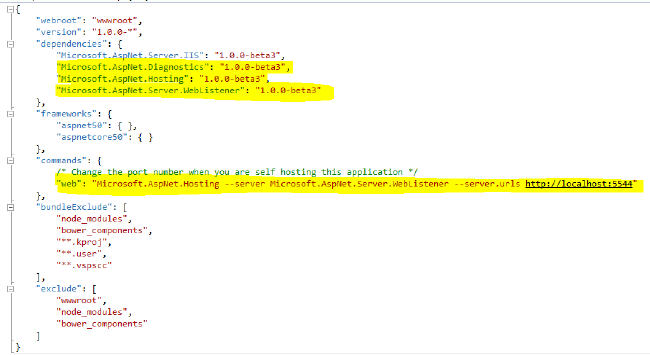 {
"webroot": "wwwroot",
"version": "1.0.0-*",
"dependencies": {
"Microsoft.AspNet.Server.IIS": "1.0.0-beta3",
"Microsoft.AspNet.Diagnostics": "1.0.0-beta3",
"Microsoft.AspNet.Hosting": "1.0.0-beta3",
"Microsoft.AspNet.Server.WebListener": "1.0.0-beta3"
},
"frameworks": {
"aspnet50": { },
"aspnetcore50": { }
},
"commands": {
/* Change the port number when you are self hosting this application */
"web": "Microsoft.AspNet.Hosting --server Microsoft.AspNet.Server.WebListener --server.urls http://localhost:5544"
},
"bundleExclude": [
"node_modules",
"bower_components",
"**.kproj",
"**.user",
"**.vspscc"
],
"exclude": [
"wwwroot",
"node_modules",
"bower_components"
]
}